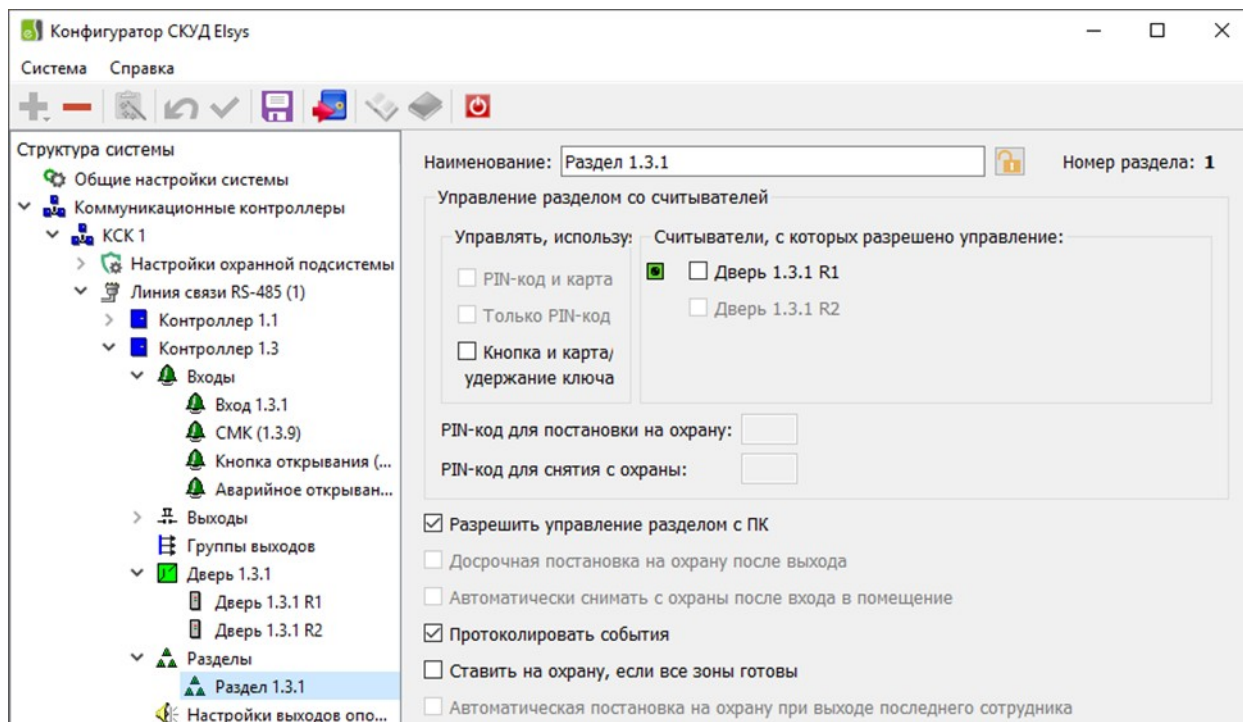 Конфигуратор СКУД Elsys
Система Справка
Структура системы
Общие настройки системы
Коммуникационные контроллеры
КСК 1
Настройки охранной подсистемы
Линия связи RS-485 (1)
Контроллер 1.1
Контроллер 1.3
Входы
Вход 1.3.1
СМК (1.3.9)
Кнопка открывания (...
Аварийное открыван...
Выходы
Группы выходов
Дверь 1.3.1
Дверь 1.3.1 R1
Дверь 1.3.1 R2
Разделы
Раздел 1.3.1
Настройки выходов опо...
Наименование: Раздел 1.3.1 Номер раздела: 1
Управление разделом со считывателей
Управлять, использу
PIN-код и карта
Только PIN-код
Кнопка и карта/
удержание ключа
Считыватели, с которых разрешено управление:
Дверь 1.3.1 R1
Дверь 1.3.1 R2
PIN-код для постановки на охрану:
PIN-код для снятия с охраны:
Разрешить управление разделом с ПК
Досрочная постановка на охрану после выхода
Автоматически снимать с охраны после входа в помещение
Протоколировать события
Ставить на охрану, если все зоны готовы
Автоматическая постановка на охрану при выходе последнего сотрудника